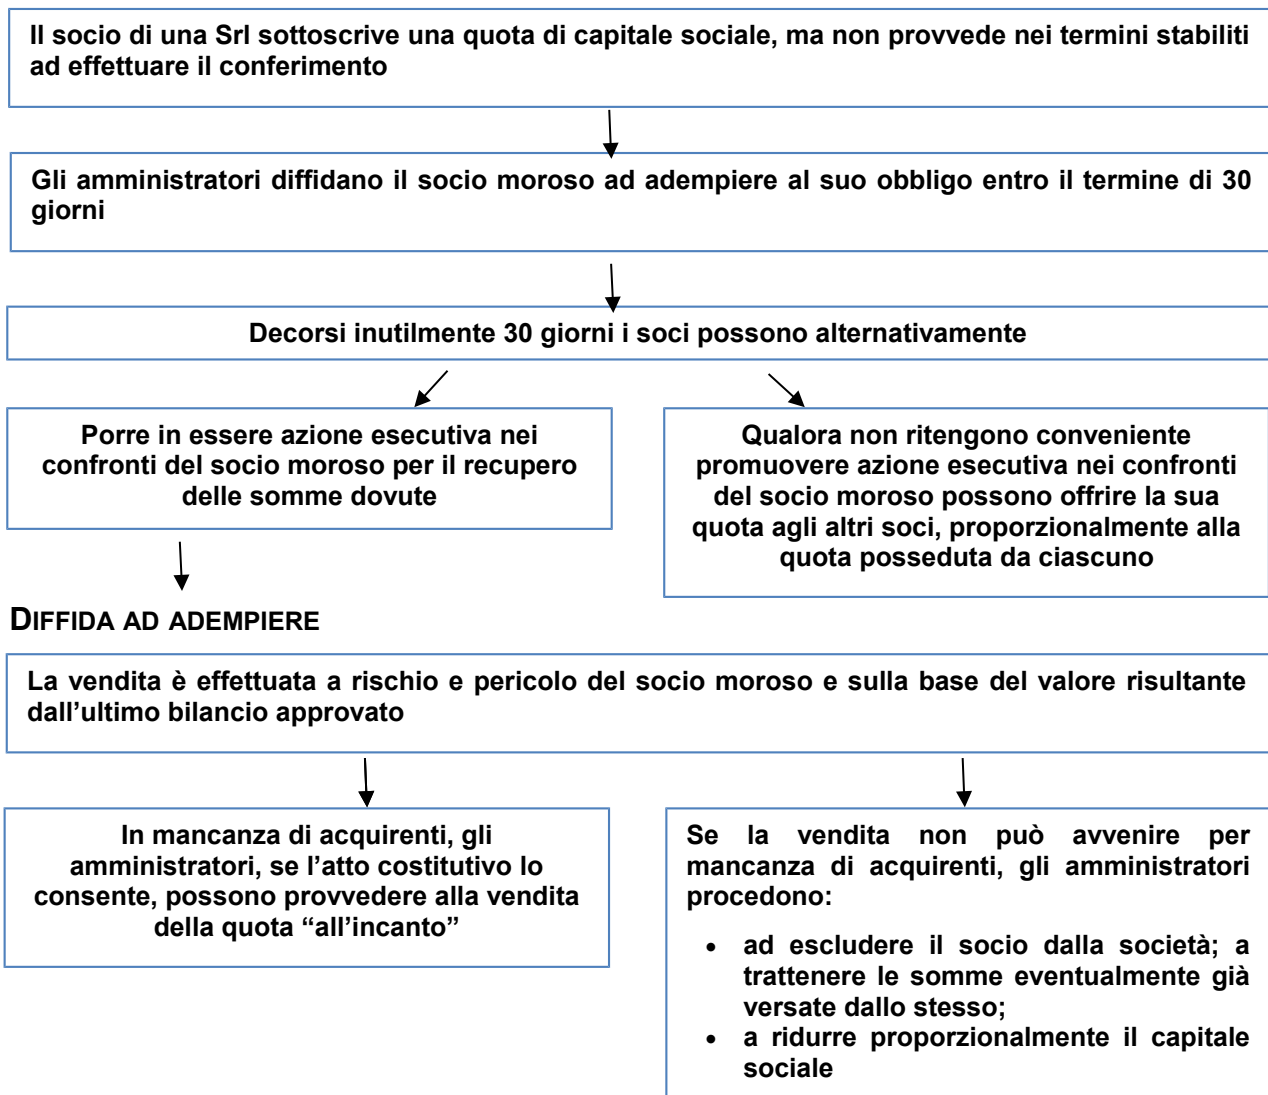 Il socio di una Srl sottoscrive una quota di capitale sociale, ma non provvede nei termini stabiliti
ad effettuare il conferimento
Gli amministratori diffidano il socio moroso ad adempiere al suo obbligo entro il termine di 30
giorni
Decorsi inutilmente 30 giorni i soci possono alternativamente
Porre in essere azione esecutiva nei
confronti del socio moroso per il recupero
delle somme dovute
Qualora non ritengono conveniente
promuovere azione esecutiva nei confronti
del socio moroso possono offrire la sua
quota agli altri soci, proporzionalmente alla
quota posseduta da ciascuno
DIFFIDA AD ADEMPIERE
La vendita è effettuata a rischio e pericolo del socio moroso e sulla base del valore risultante
dall’ultimo bilancio approvato
In mancanza di acquirenti, gli
amministratori, se l’atto costitutivo lo
consente, possono provvedere alla vendita
della quota “all’incanto”
Se la vendita non può avvenire per
mancanza di acquirenti, gli amministratori
procedono:
• ad escludere il socio dalla società; a
trattenere le somme eventualmente già
versate dallo stesso;
• a ridurre proporzionalmente il capitale
sociale